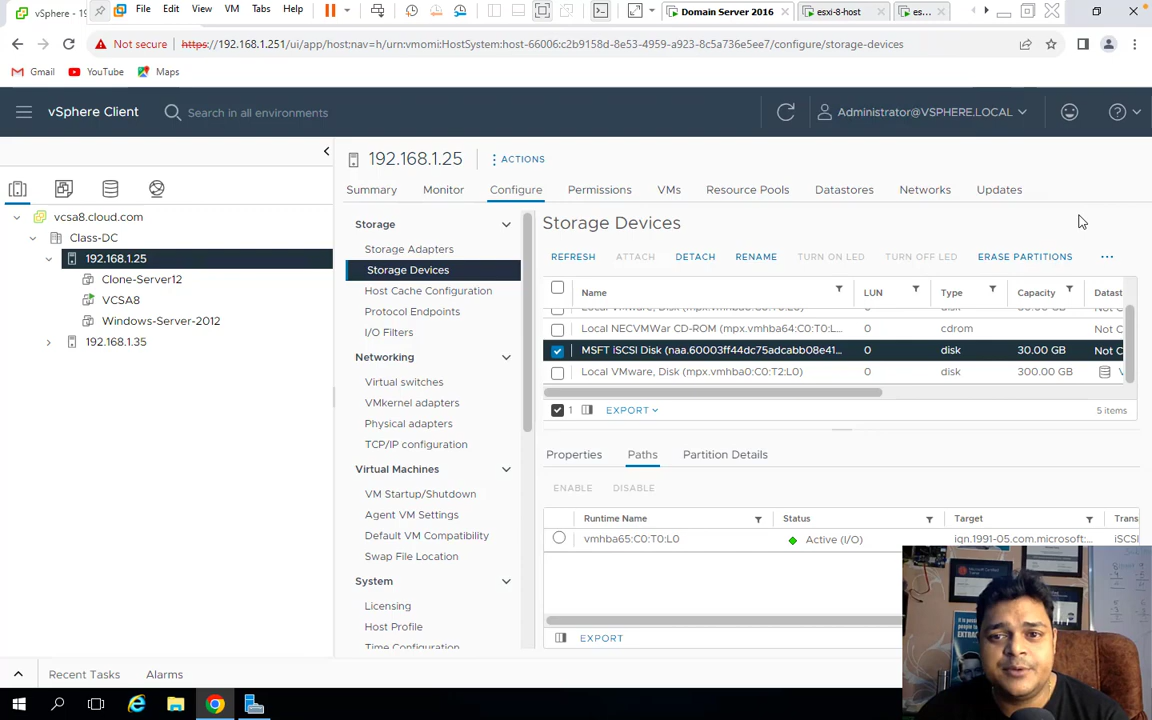 vSphere - 19
File
Edit
View
VM
Tabs
Help
Domain Server 2016
esxi-8-host
es...
Not secure
https://192.168.1.251/ui/app/host;nav=h/urn:vmomi:HostSystem:host-66006:c2b9158d-8e53-4959-a923-8c5a736e5ee7/configure/storage-devices
Gmail
YouTube
Maps
vSphere Client
Search in all environments
Administrator@VSPHERE.LOCAL
192.168.1.25
ACTIONS
Summary
Monitor
Configure
Permissions
VMs
Resource Pools
Datastores
Networks
Updates
vcsa8.cloud.com
Class-DC
192.168.1.25
Clone-Server12
VCSA8
Windows-Server-2012
192.168.1.35
Storage
Storage Adapters
Storage Devices
Host Cache Configuration
Protocol Endpoints
I/O Filters
Networking
Virtual switches
VMkernel adapters
Physical adapters
TCP/IP configuration
Virtual Machines
VM Startup/Shutdown
Agent VM Settings
Default VM Compatibility
Swap File Location
System
Licensing
Host Profile
Time Configuration
Storage Devices
REFRESH
ATTACH
DETACH
RENAME
TURN ON LED
TURN OFF LED
ERASE PARTITIONS
...
Name
LUN
Type
Capacity
Datast
Local NECVMWar CD-ROM (mpx.vmhba64:C0:T0:L...
0
cdrom
Not C
MSFT iSCSI Disk (naa.60003ff44dc75adcabb08e41...
0
disk
30.00 GB
Not C
Local VMware, Disk (mpx.vmhba0:C0:T2:L0)
0
disk
300.00 GB
1
EXPORT
5 items
Properties
Paths
Partition Details
ENABLE
DISABLE
Runtime Name
Status
Target
Trans
vmhba65:C0:T0:L0
Active (I/O)
iqn.1991-05.com.microsoft:...
iSCSI
EXPORT
Recent Tasks
Alarms